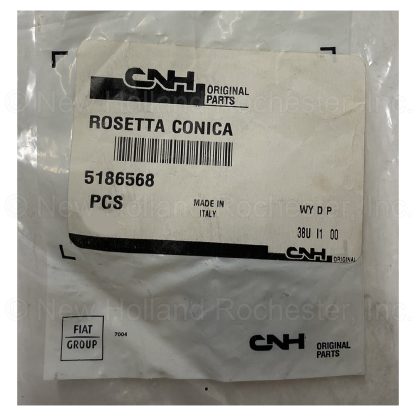 CNH ORIGINAL
PARTS
ROSETTA CONICA
5186568
PCS
MADE IN
ITALY
WY D P
38U I1 00
CNH
FIAT
GROUP
7004
CNH ORIGINAL
PARTS
© New Holland Rochester, Inc.